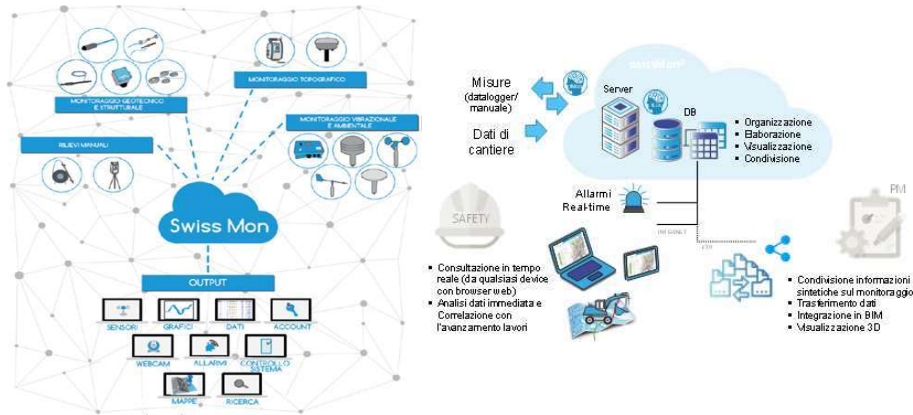 MONITORAGGIO TOPOGRAFICO
MONITORAGGIO GEOTECNICO
E STRUTTURALE
MONITORAGGIO VIBRAZIONALE
E AMBIENTALE
RILIEVI MANUALI
Swiss Mon
OUTPUT
SENSORI
GRAFICI
DATI
ACCOUNT
WEBCAM
ALLARMI
CONTROLLO
SISTEMA
MAPPE
RICERCA
Misure
(datalogger/
manuale)
Dati di
cantiere
Server
DB
Organizzazione
Elaborazione
Visualizzazione
Condivisione
Allarmi
Real-time
SAFETY
INTERNET
PM
Consultazione in tempo
reale (da qualsiasi device
con browser web)
Analisi dati immediata e
Correlazione con
l'avanzamento lavori
Condivisione informazioni
sintetiche sul monitoraggio
Trasferimento dati
Integrazione in BIM
Visualizzazione 3D